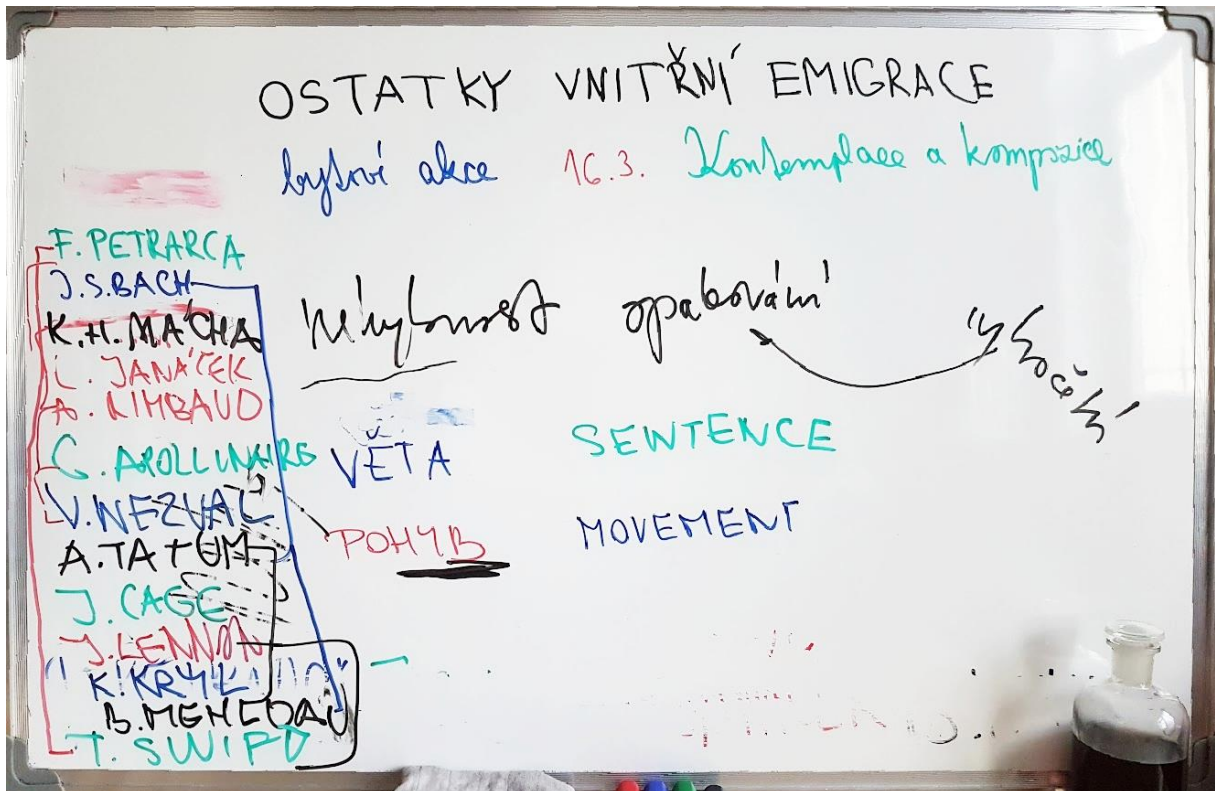 OSTATKY VNITŘNÍ EMIGRACE
bytové akce 16.3. Kontemplace a kompozice
F. PETRARCA
J.S.BACH
K.H.MÁCHA
L. JANÁČEK
A. RIMBAUD
G. APOLLINAIRE
V.NEZVAL
A.TATUM
J. CAGE
J.LENNON
K.KRYL
T. SWIFT
opakování
VĚTA SENTENCE
POHYB MOVEMENT